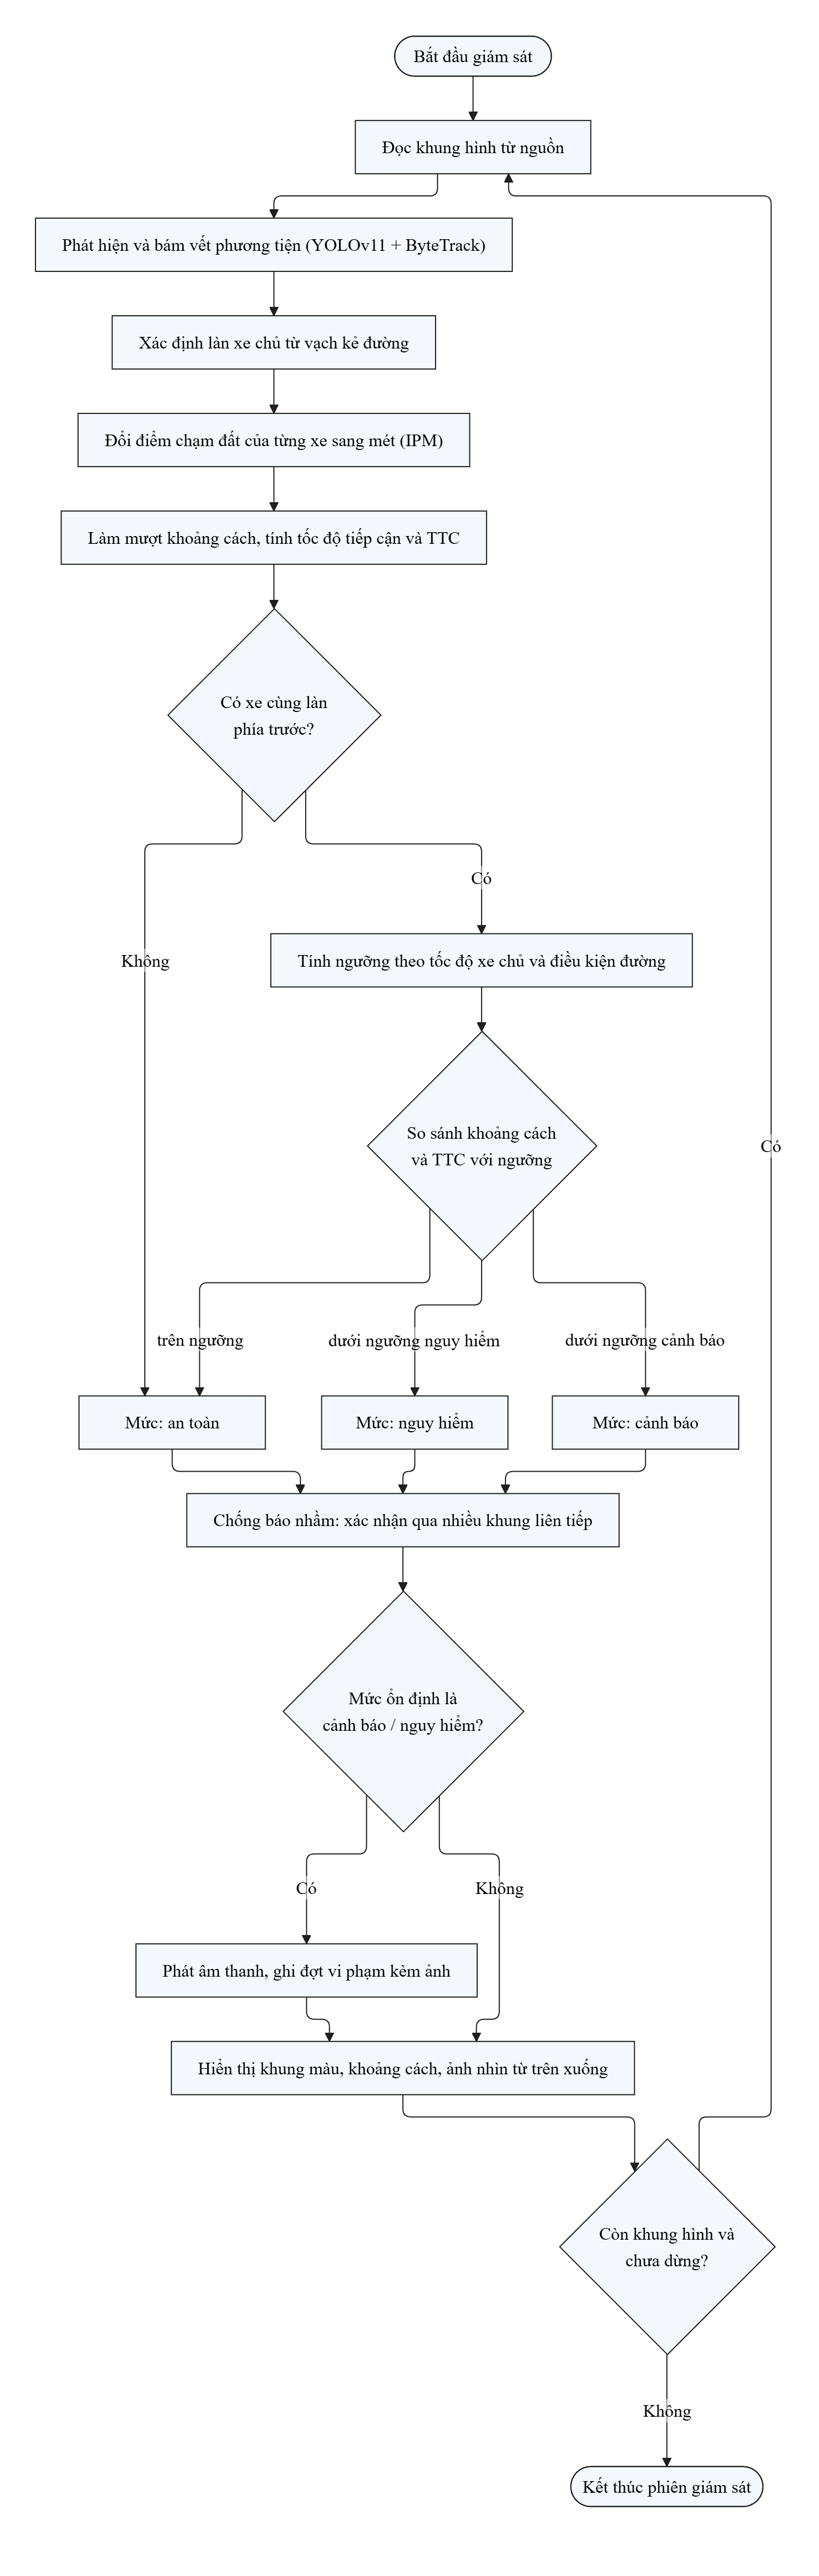 Bắt đầu giám sát
Đọc khung hình từ nguồn
Phát hiện và bám vết phương tiện (YOLOv11 + ByteTrack)
Xác định làn xe chủ từ vạch kẻ đường
Đổi điểm chạm đất của từng xe sang mét (IPM)
Làm mượt khoảng cách, tính tốc độ tiếp cận và TTC
Có xe cùng làn
phía trước?
Có
Không
Tính ngưỡng theo tốc độ xe chủ và điều kiện đường
So sánh khoảng cách
và TTC với ngưỡng
Có
trên ngưỡng
dưới ngưỡng nguy hiểm
dưới ngưỡng cảnh báo
Mức: an toàn
Mức: nguy hiểm
Mức: cảnh báo
Chống báo nhầm: xác nhận qua nhiều khung liên tiếp
Mức ổn định là
cảnh báo / nguy hiểm?
Có
Không
Phát âm thanh, ghi đợt vi phạm kèm ảnh
Hiển thị khung màu, khoảng cách, ảnh nhìn từ trên xuống
Còn khung hình và
chưa dừng?
Không
Kết thúc phiên giám sát